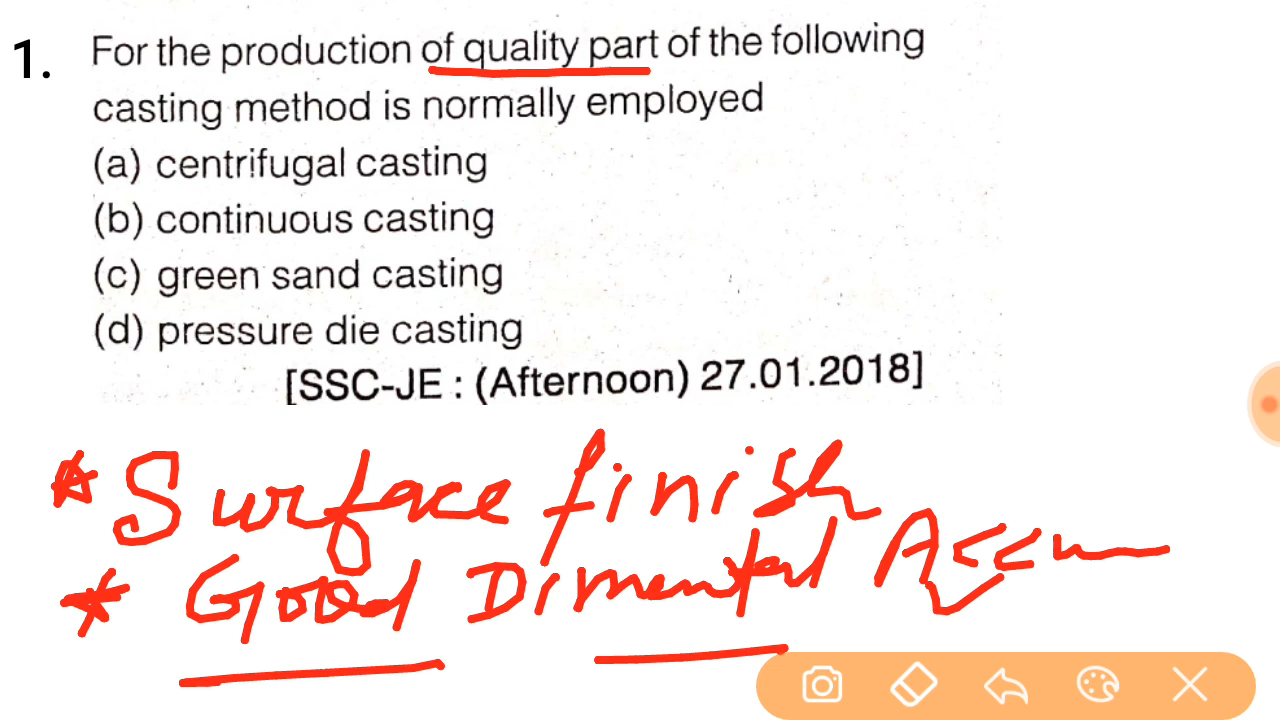 1. For the production of quality part of the following
casting method is normally employed
(a) centrifugal casting
(b) continuous casting
(c) green sand casting
(d) pressure die casting
[SSC-JE : (Afternoon) 27.01.2018]
* Surface finish
* Good